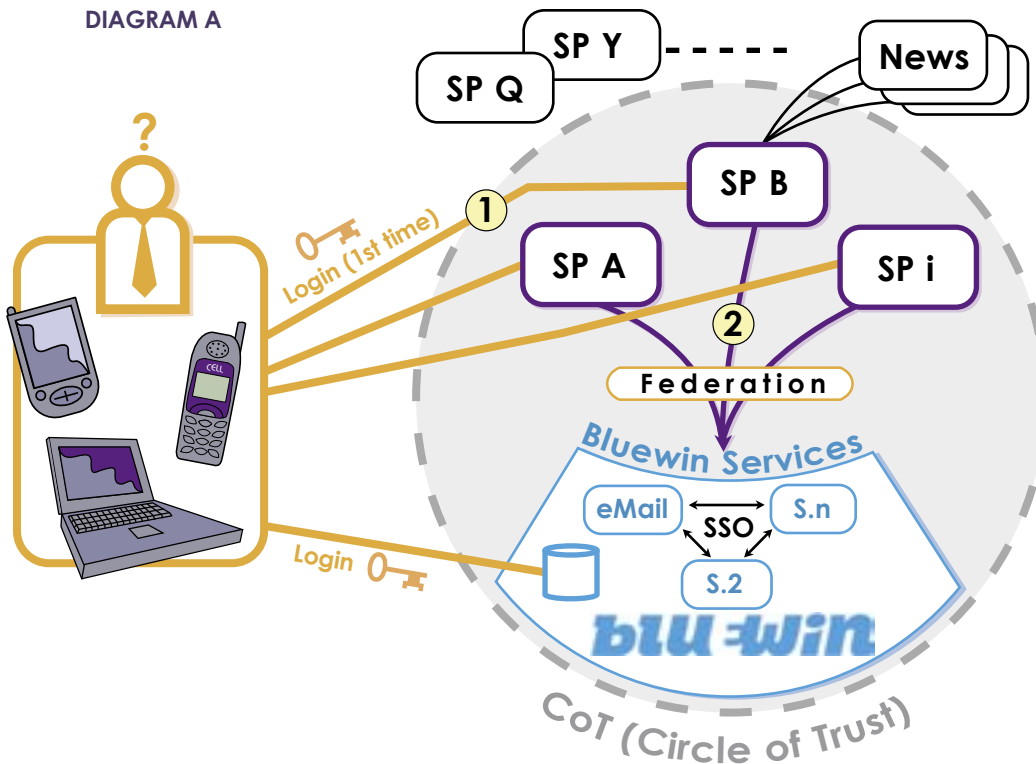 DIAGRAM A
SP Y
SP Q
News
?
SP B
1
Login (1st time)
SP A
SP i
2
CELL
Federation
Bluewin Services
eMail
SSO
S.n
S.2
Login
bluewin
CoT (Circle of Trust)